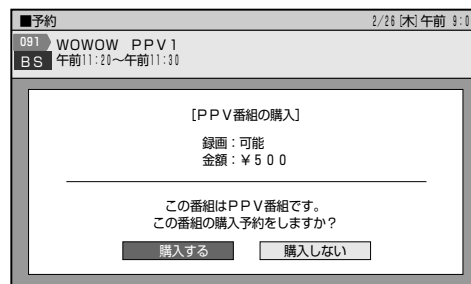 ■予約 2/26[木]午前 9:0
091 WOWOW PPV1
BS 午前11:20~午前11:30
[PPV番組の購入]
録画:可能
金額:¥500
この番組はPPV番組です。
この番組の購入予約をしますか?
購入する 購入しない